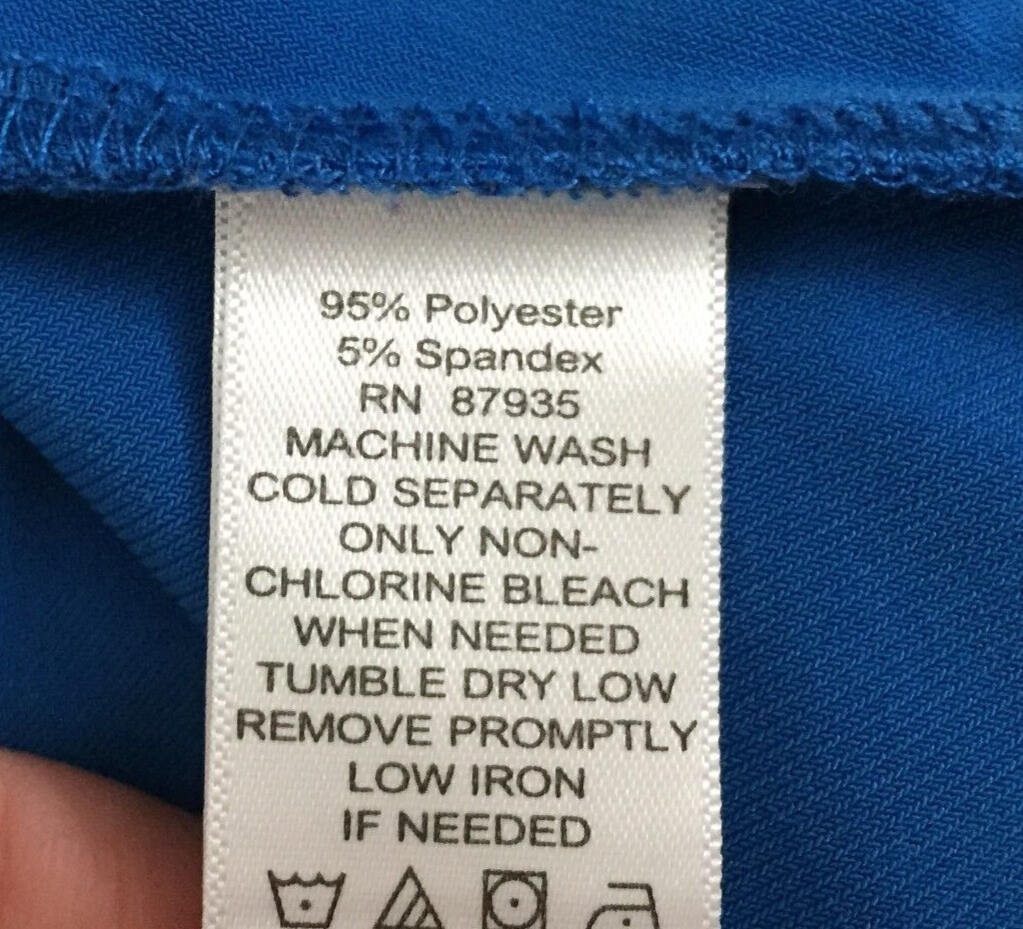 95% Polyester
5% Spandex
RN 87935
MACHINE WASH
COLD SEPARATELY
ONLY NON-
CHLORINE BLEACH
WHEN NEEDED
TUMBLE DRY LOW
REMOVE PROMPTLY
LOW IRON
IF NEEDED